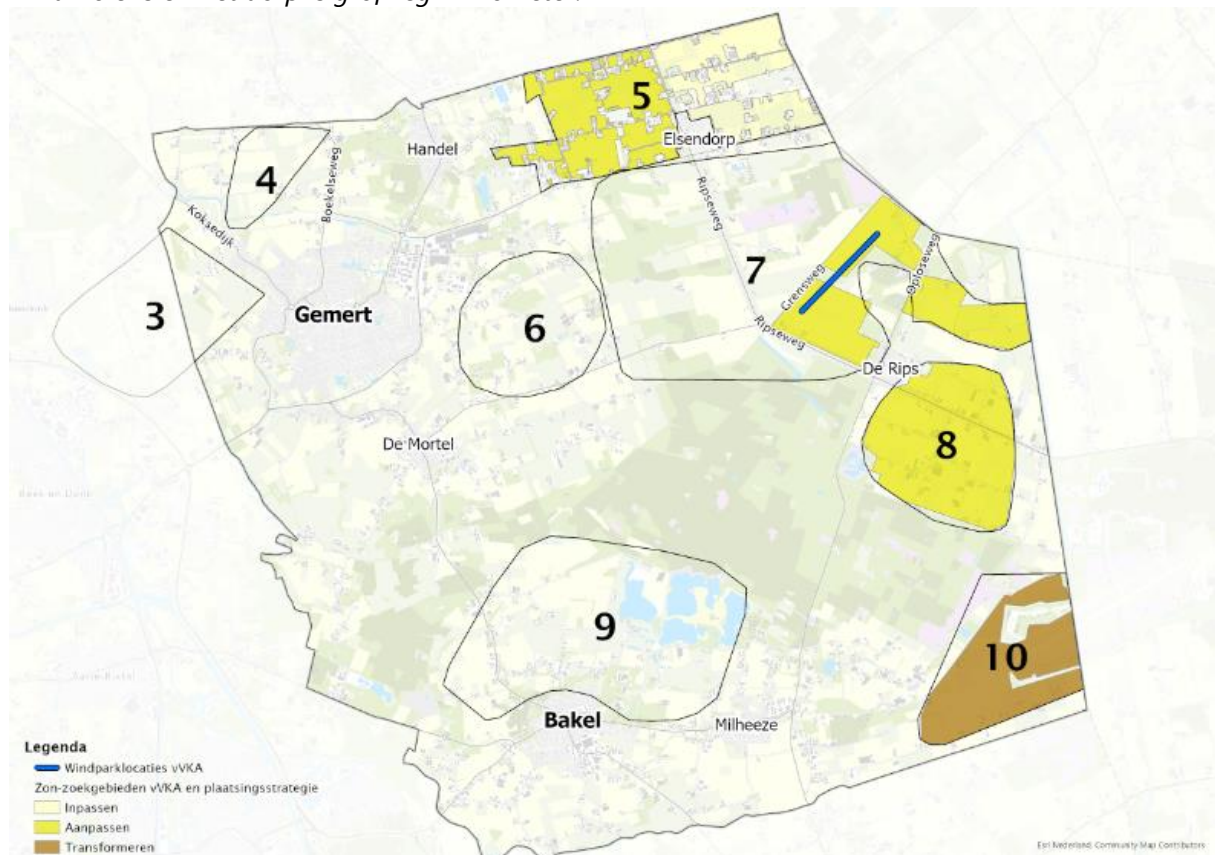 5
Elsendorp
Handel
4
Boekelseweg
Koksedijk
Ripseweg
7
Grensweg
Oploseweg
3
Gemert
6
Ripseweg
De Rips
8
De Mortel
9
10
Bakel
Milheeze
Legenda
Windparklocaties vVKA
Zon-zoekgebieden vVKA en plaatsingsstrategie
Inpassen
Aanpassen
Transformeren
Esri Nederland, Community Map Contributors